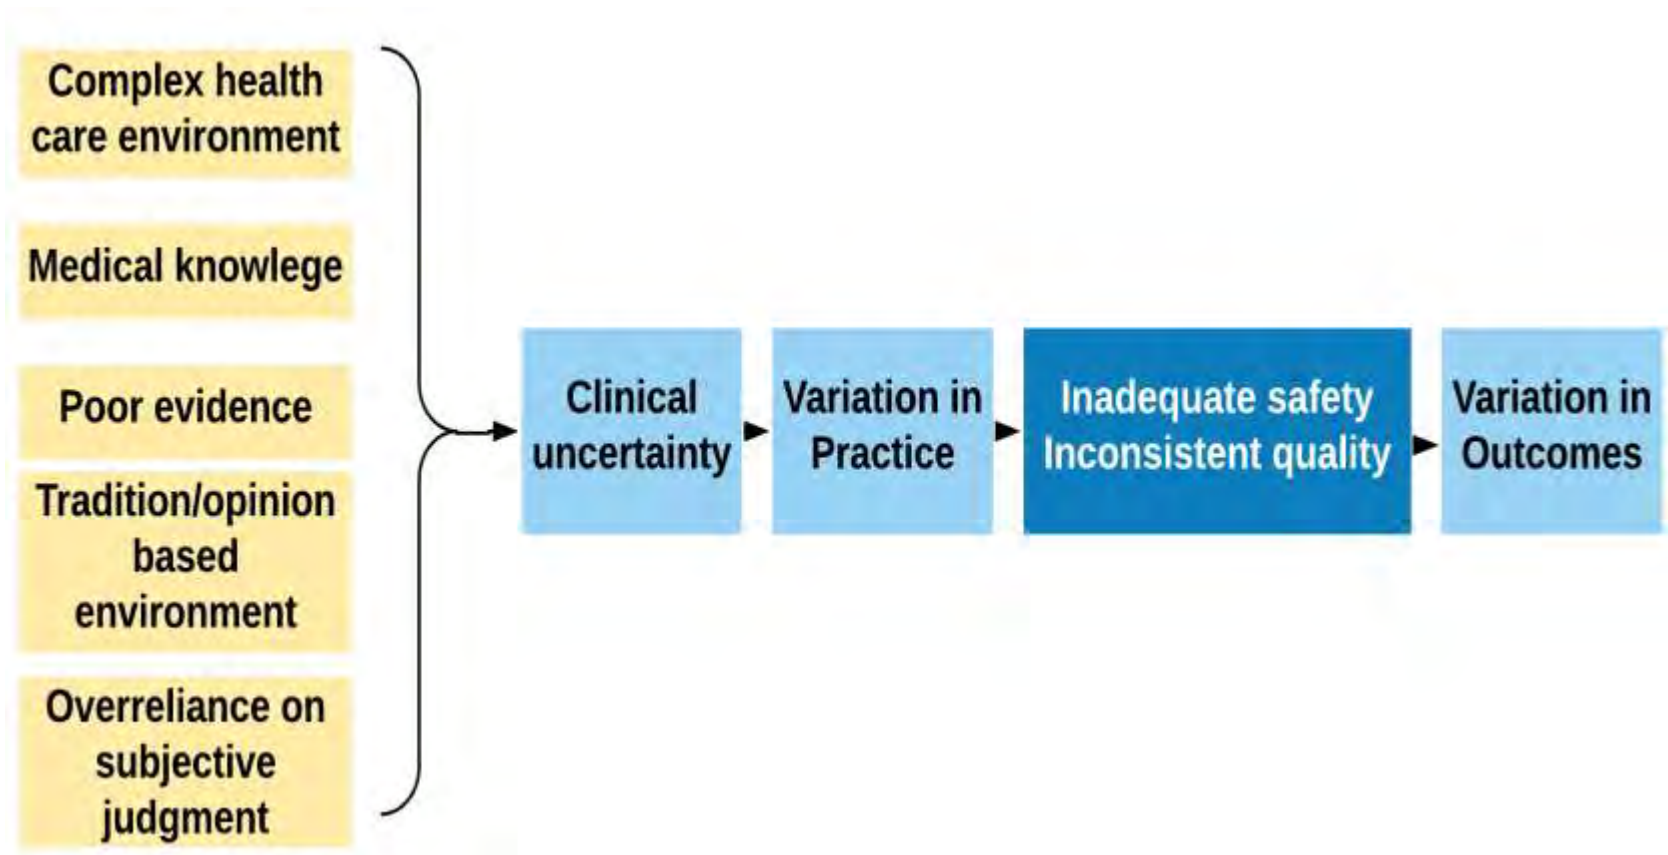 Complex health
care environment
Medical knowlege
Poor evidence
Tradition/opinion
based
environment
Overreliance on
subjective
judgment
Clinical
uncertainty
Variation in
Practice
Inadequate safety
Inconsistent quality
Variation in
Outcomes